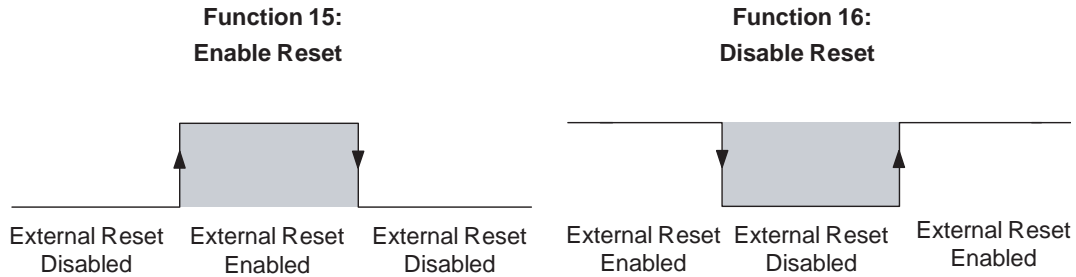 Function 15:
Enable Reset
Function 16:
Disable Reset
External Reset
Disabled
External Reset
Enabled
External Reset
Disabled
External Reset
Enabled
External Reset
Disabled
External Reset
Enabled